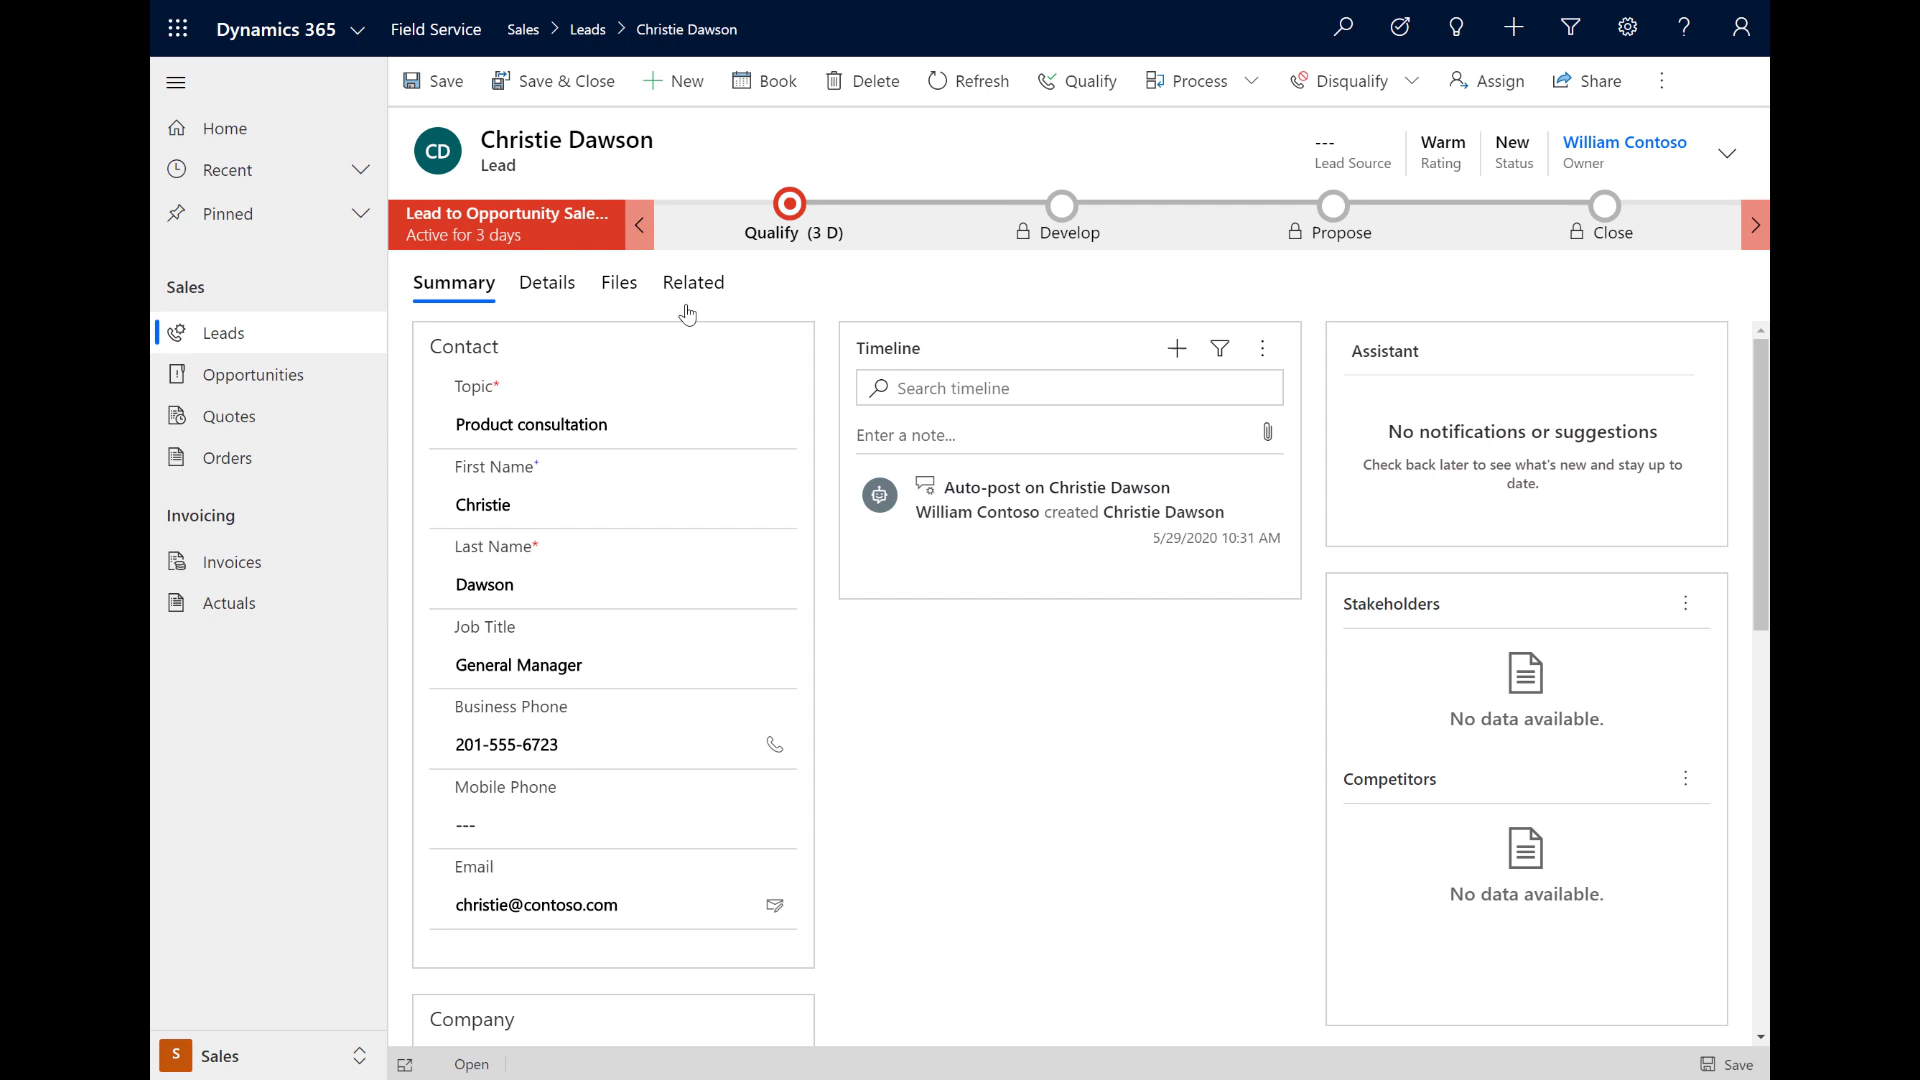 Dynamics 365
Field Service
Sales
Leads
Christie Dawson
Save
Save & Close
New
Book
Delete
Refresh
Qualify
Process
Disqualify
Assign
Share
Home
Recent
Pinned
Sales
Leads
Opportunities
Quotes
Orders
Invoicing
Invoices
Actuals
S
Sales
CD
Christie Dawson
Lead
---
Lead Source
Warm
Rating
New
Status
William Contoso
Owner
Lead to Opportunity Sale...
Active for 3 days
Qualify (3 D)
Develop
Propose
Close
Summary
Details
Files
Related
Contact
Topic*
Product consultation
First Name+
Christie
Last Name*
Dawson
Job Title
General Manager
Business Phone
201-555-6723
Mobile Phone
---
Email
christie@contoso.com
Company
Timeline
Search timeline
Enter a note...
Auto-post on Christie Dawson
William Contoso created Christie Dawson
5/29/2020 10:31 AM
Assistant
No notifications or suggestions
Check back later to see what's new and stay up to
date.
Stakeholders
No data available.
Competitors
No data available.
Open
Save